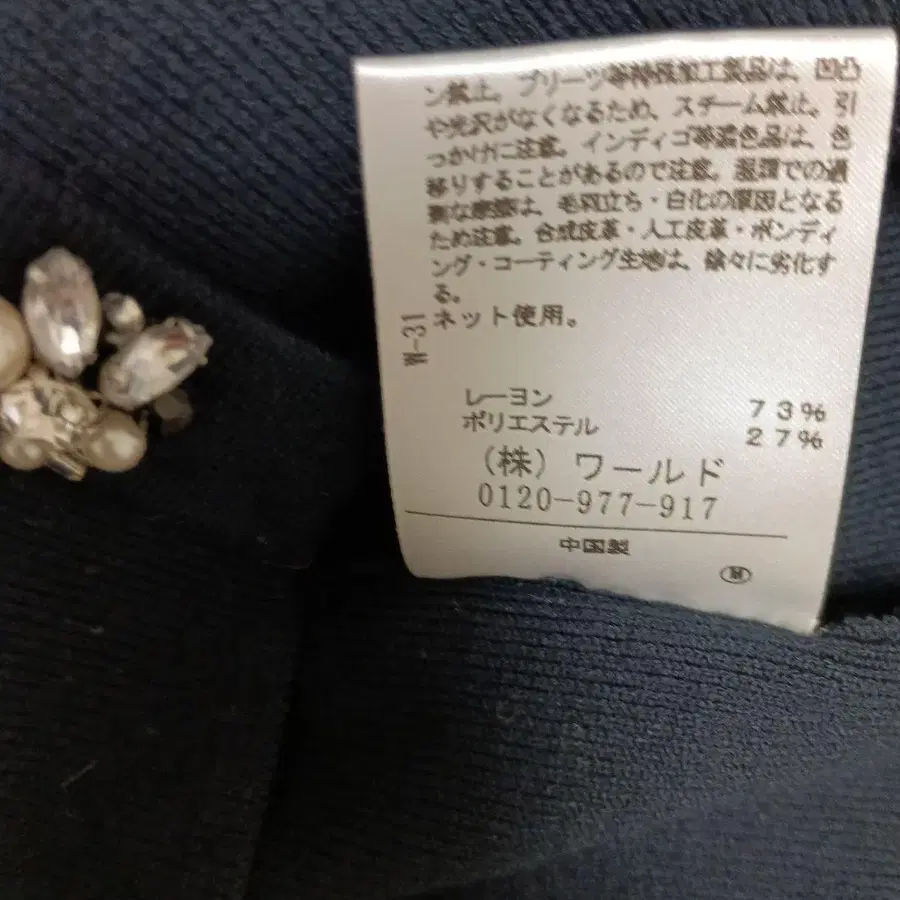 ン禁止。プリーツ等特殊加工製品は、凹凸
や光沢がなくなるため、スチーム禁止。引
っかけに注意。インディゴ等濃色品は、色
移りすることがあるので注意。湿潤での過
激な摩擦は、毛羽立ち・白化の原因となる
ため注意。合成皮革・人工皮革・ボンディ
ング・コーティング生地は、徐々に劣化す
る。
ネット使用。
W-31
レーヨン 73%
ポリエステル 27%
(株) ワールド
0120-977-917
中国製
M